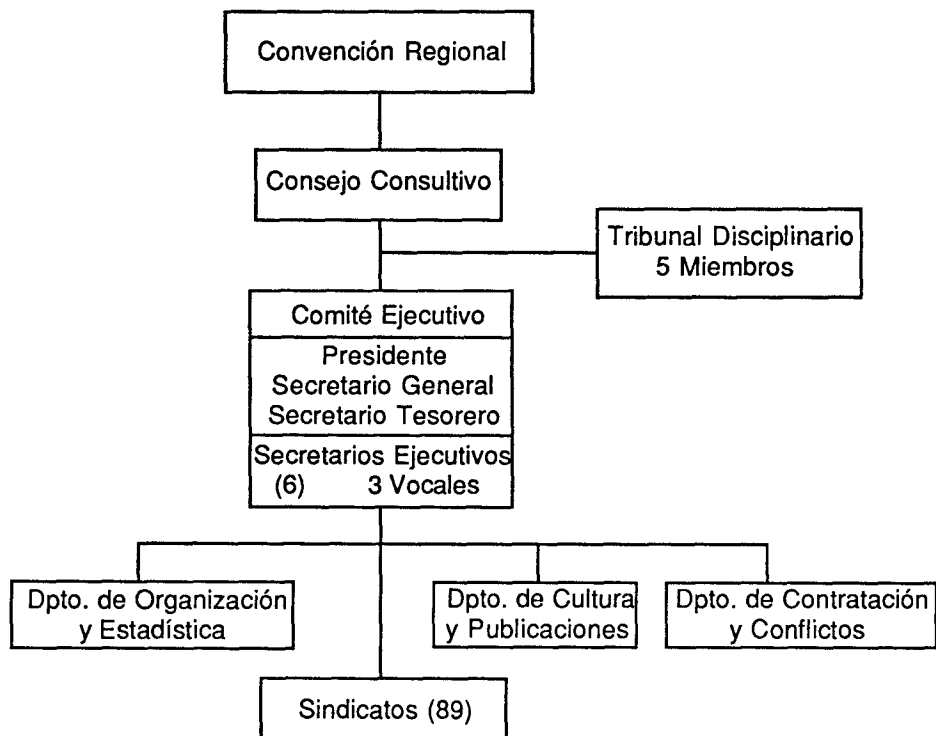 Convención Regional
Consejo Consultivo
Tribunal Disciplinario
5 Miembros
Comité Ejecutivo
Presidente
Secretario General
Secretario Tesorero
Secretarios Ejecutivos
(6) 3 Vocales
Dpto. de Organización
y Estadística
Dpto. de Cultura
y Publicaciones
Dpto. de Contratación
y Conflictos
Sindicatos (89)